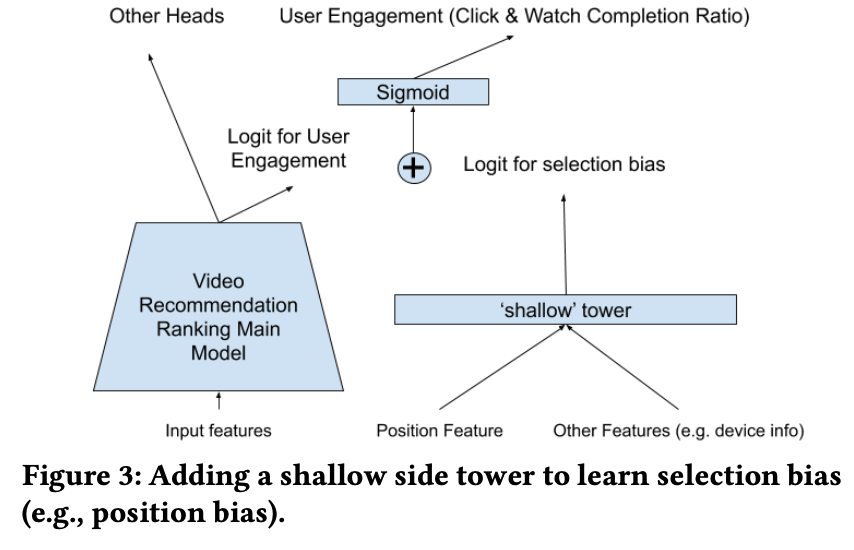 Other Heads
User Engagement (Click & Watch Completion Ratio)
Sigmoid
Logit for User
Engagement
+
Logit for selection bias
Video
Recommendation
Ranking Main
Model
‘shallow’ tower
Input features
Position Feature
Other Features (e.g. device info)
Figure 3: Adding a shallow side tower to learn selection bias
(e.g., position bias).